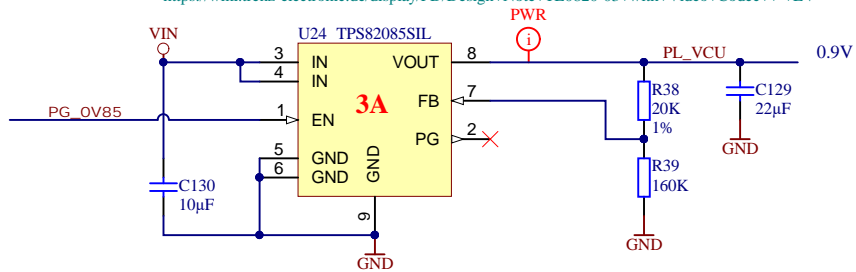 PWR
VIN
U24 TPS82085SIL
3 IN VOUT 8 PL_VCU 0.9V
4 IN
FB 7 R38 C129
20K 22µF
1%
3A
PG_0V85 1 EN
PG 2 GND
5 GND
6 GND GND R39
160K
C130
10µF
9
GND GND